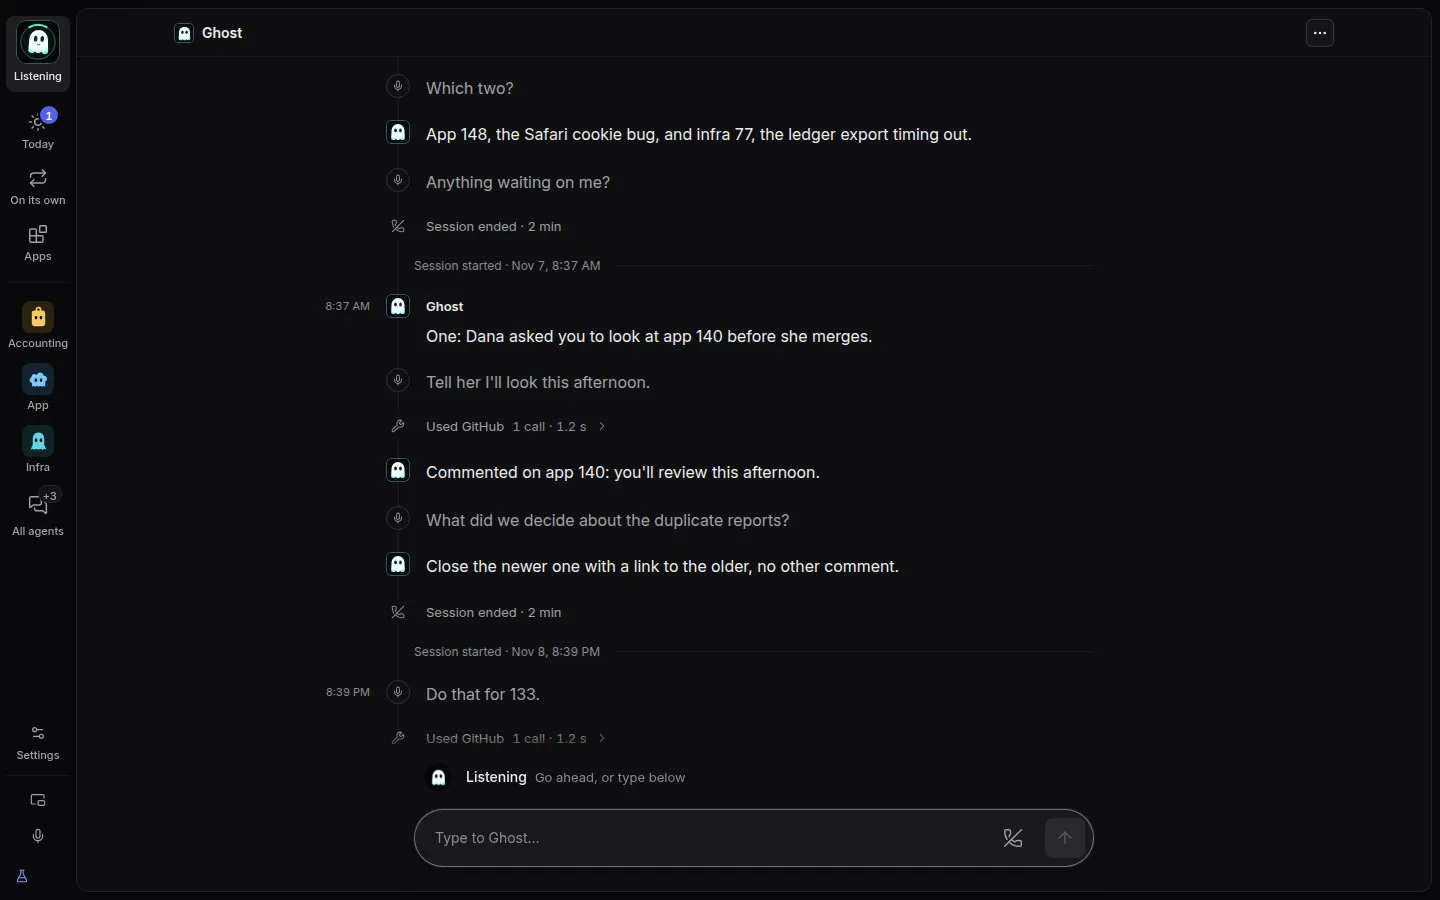 Ghost
Listening
1
Today
On its own
Apps
Accounting
App
Infra
+3
All agents
Settings
Which two?
App 148, the Safari cookie bug, and infra 77, the ledger export timing out.
Anything waiting on me?
Session ended · 2 min
Session started · Nov 7, 8:37 AM
8:37 AM
Ghost
One: Dana asked you to look at app 140 before she merges.
Tell her I'll look this afternoon.
Used GitHub 1 call · 1.2 s
Commented on app 140: you'll review this afternoon.
What did we decide about the duplicate reports?
Close the newer one with a link to the older, no other comment.
Session ended · 2 min
Session started · Nov 8, 8:39 PM
8:39 PM
Do that for 133.
Used GitHub 1 call · 1.2 s
Listening Go ahead, or type below
Type to Ghost...